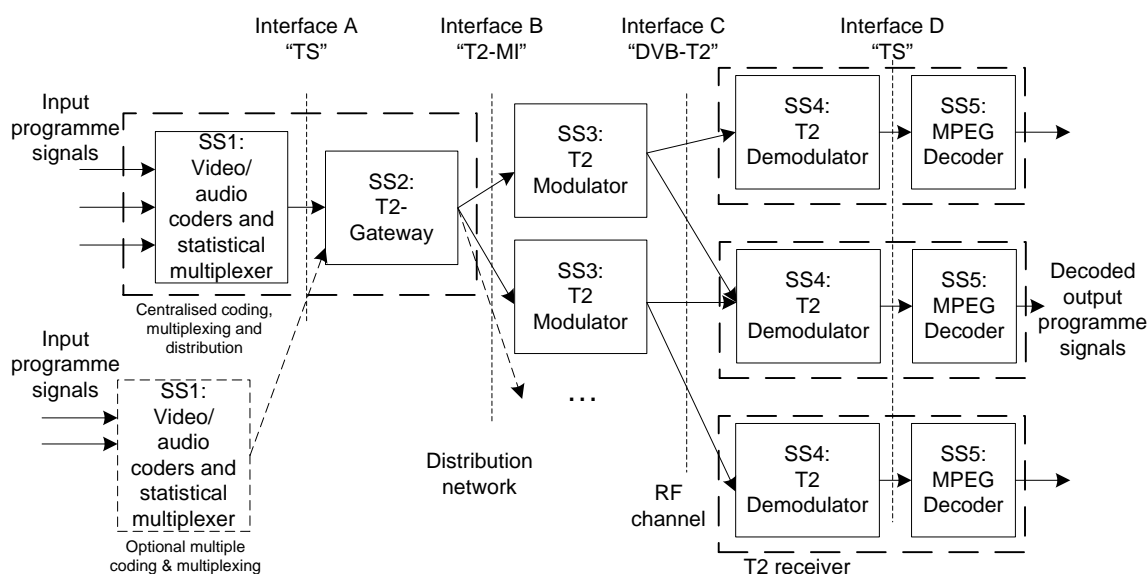 Interface A
“TS”
Interface B
“T2-MI”
Interface C
“DVB-T2”
Interface D
“TS”
Input
programme
signals
SS1:
Video/
audio
coders and
statistical
multiplexer
SS2:
T2-
Gateway
Centralised coding,
multiplexing and
distribution
SS3:
T2
Modulator
SS3:
T2
Modulator
...
SS4:
T2
Demodulator
SS5:
MPEG
Decoder
SS4:
T2
Demodulator
SS5:
MPEG
Decoder
Decoded
output
programme
signals
SS4:
T2
Demodulator
SS5:
MPEG
Decoder
T2 receiver
Input
programme
signals
SS1:
Video/
audio
coders and
statistical
multiplexer
Optional multiple
coding & multiplexing
Distribution
network
RF
channel